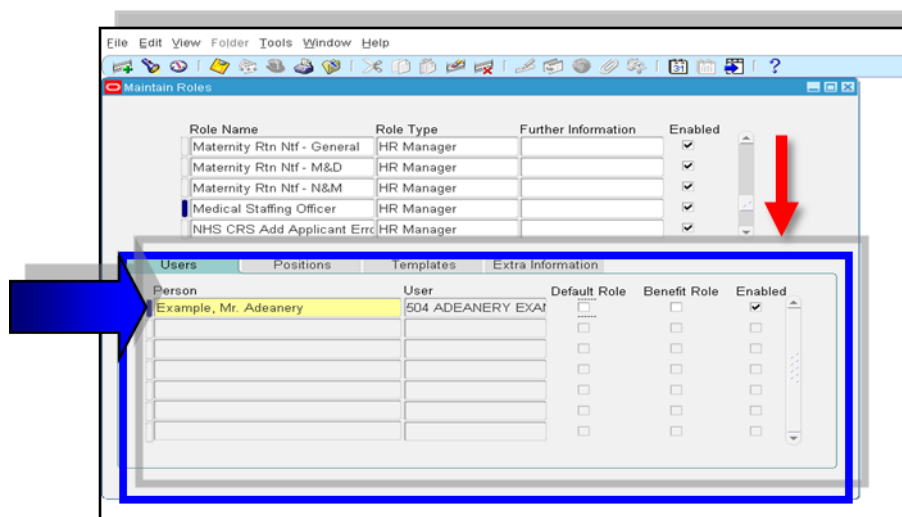 File Edit View Folder Tools Window Help
Maintain Roles
Role Name Role Type Further Information Enabled
Maternity Rtn Ntf - General HR Manager
Maternity Rtn Ntf - M&D HR Manager
Maternity Rtn Ntf - N&M HR Manager
Medical Staffing Officer HR Manager
NHS CRS Add Applicant Erro HR Manager
Users Positions Templates Extra Information
Person User Default Role Benefit Role Enabled
Example, Mr. Adeanery 504 ADEANERY EXAM